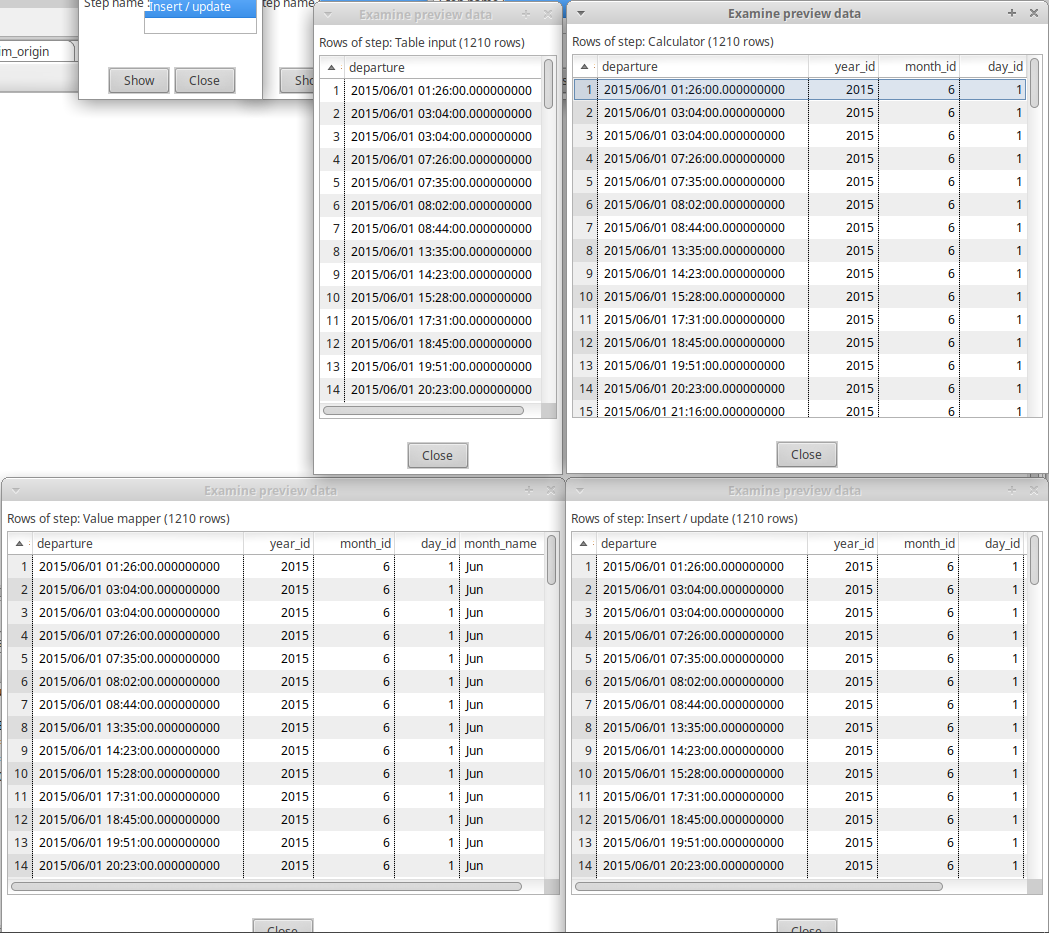 Step name :
Insert / update
tep name
m_origin
Show
Close
Sho
Examine preview data
Rows of step: Table input (1210 rows)
departure
1 2015/06/01 01:26:00.000000000
2 2015/06/01 03:04:00.000000000
3 2015/06/01 03:04:00.000000000
4 2015/06/01 07:26:00.000000000
5 2015/06/01 07:35:00.000000000
6 2015/06/01 08:02:00.000000000
7 2015/06/01 08:44:00.000000000
8 2015/06/01 13:35:00.000000000
9 2015/06/01 14:23:00.000000000
10 2015/06/01 15:28:00.000000000
11 2015/06/01 17:31:00.000000000
12 2015/06/01 18:45:00.000000000
13 2015/06/01 19:51:00.000000000
14 2015/06/01 20:23:00.000000000
Close
Examine preview data
Rows of step: Calculator (1210 rows)
departure year_id month_id day_id
1 2015/06/01 01:26:00.000000000 2015 6 1
2 2015/06/01 03:04:00.000000000 2015 6 1
3 2015/06/01 03:04:00.000000000 2015 6 1
4 2015/06/01 07:26:00.000000000 2015 6 1
5 2015/06/01 07:35:00.000000000 2015 6 1
6 2015/06/01 08:02:00.000000000 2015 6 1
7 2015/06/01 08:44:00.000000000 2015 6 1
8 2015/06/01 13:35:00.000000000 2015 6 1
9 2015/06/01 14:23:00.000000000 2015 6 1
10 2015/06/01 15:28:00.000000000 2015 6 1
11 2015/06/01 17:31:00.000000000 2015 6 1
12 2015/06/01 18:45:00.000000000 2015 6 1
13 2015/06/01 19:51:00.000000000 2015 6 1
14 2015/06/01 20:23:00.000000000 2015 6 1
15 2015/06/01 21:16:00.000000000 2015 6 1
Close
Examine preview data
Rows of step: Value mapper (1210 rows)
departure year_id month_id day_id month_name
1 2015/06/01 01:26:00.000000000 2015 6 1 Jun
2 2015/06/01 03:04:00.000000000 2015 6 1 Jun
3 2015/06/01 03:04:00.000000000 2015 6 1 Jun
4 2015/06/01 07:26:00.000000000 2015 6 1 Jun
5 2015/06/01 07:35:00.000000000 2015 6 1 Jun
6 2015/06/01 08:02:00.000000000 2015 6 1 Jun
7 2015/06/01 08:44:00.000000000 2015 6 1 Jun
8 2015/06/01 13:35:00.000000000 2015 6 1 Jun
9 2015/06/01 14:23:00.000000000 2015 6 1 Jun
10 2015/06/01 15:28:00.000000000 2015 6 1 Jun
11 2015/06/01 17:31:00.000000000 2015 6 1 Jun
12 2015/06/01 18:45:00.000000000 2015 6 1 Jun
13 2015/06/01 19:51:00.000000000 2015 6 1 Jun
14 2015/06/01 20:23:00.000000000 2015 6 1 Jun
Close
Examine preview data
Rows of step: Insert / update (1210 rows)
departure year_id month_id day_id
1 2015/06/01 01:26:00.000000000 2015 6 1
2 2015/06/01 03:04:00.000000000 2015 6 1
3 2015/06/01 03:04:00.000000000 2015 6 1
4 2015/06/01 07:26:00.000000000 2015 6 1
5 2015/06/01 07:35:00.000000000 2015 6 1
6 2015/06/01 08:02:00.000000000 2015 6 1
7 2015/06/01 08:44:00.000000000 2015 6 1
8 2015/06/01 13:35:00.000000000 2015 6 1
9 2015/06/01 14:23:00.000000000 2015 6 1
10 2015/06/01 15:28:00.000000000 2015 6 1
11 2015/06/01 17:31:00.000000000 2015 6 1
12 2015/06/01 18:45:00.000000000 2015 6 1
13 2015/06/01 19:51:00.000000000 2015 6 1
14 2015/06/01 20:23:00.000000000 2015 6 1
Close